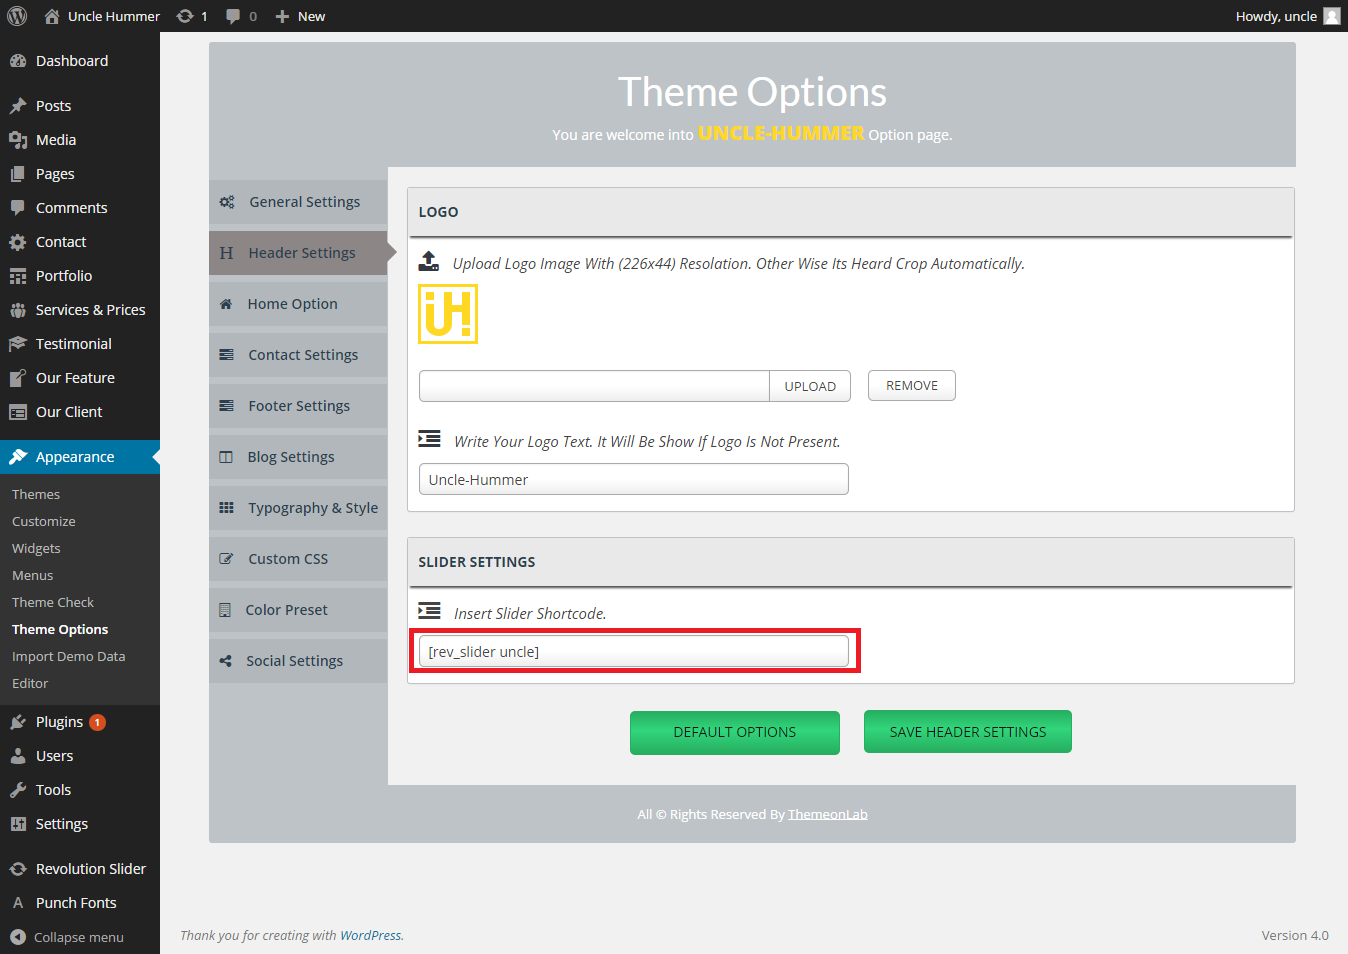 Uncle Hummer 1 0 New
Howdy, uncle
Dashboard
Posts
Media
Pages
Comments
Contact
Portfolio
Services & Prices
Testimonial
Our Feature
Our Client
Appearance
Themes
Customize
Widgets
Menus
Theme Check
Theme Options
Import Demo Data
Editor
Plugins 1
Users
Tools
Settings
Revolution Slider
Punch Fonts
Collapse menu
Theme Options
You are welcome into UNCLE-HUMMER Option page.
General Settings
H Header Settings
Home Option
Contact Settings
Footer Settings
Blog Settings
Typography & Style
Custom CSS
Color Preset
Social Settings
LOGO
Upload Logo Image With (226x44) Resolation. Other Wise Its Heard Crop Automatically.
UH!
UPLOAD
REMOVE
Write Your Logo Text. It Will Be Show If Logo Is Not Present.
Uncle-Hummer
SLIDER SETTINGS
Insert Slider Shortcode.
[rev_slider uncle]
DEFAULT OPTIONS
SAVE HEADER SETTINGS
All © Rights Reserved By ThemeonLab
Thank you for creating with WordPress.
Version 4.0